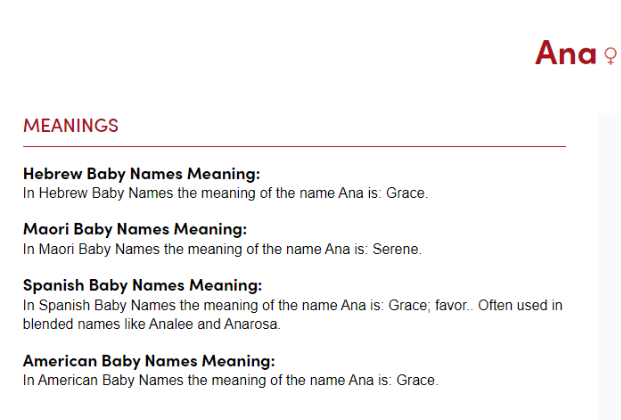 Ana ♀
MEANINGS
Hebrew Baby Names Meaning:
In Hebrew Baby Names the meaning of the name Ana is: Grace.
Maori Baby Names Meaning:
In Maori Baby Names the meaning of the name Ana is: Serene.
Spanish Baby Names Meaning:
In Spanish Baby Names the meaning of the name Ana is: Grace; favor.. Often used in
blended names like Analee and Anarosa.
American Baby Names Meaning:
In American Baby Names the meaning of the name Ana is: Grace.